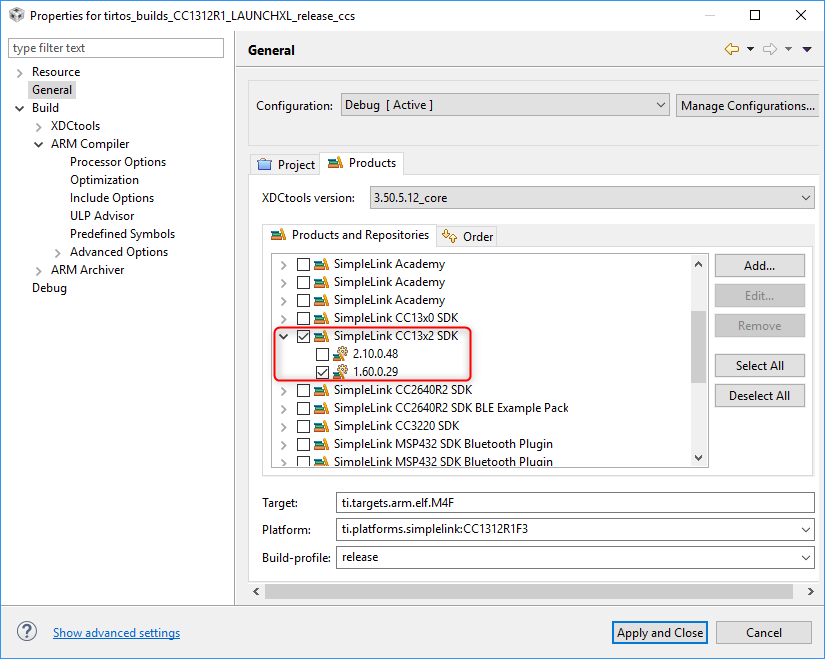 Properties for tirtos_builds_CC1312R1_LAUNCHXL_release_ccs
type filter text
Resource
General
Build
XDCtools
ARM Compiler
Processor Options
Optimization
Include Options
ULP Advisor
Predefined Symbols
Advanced Options
ARM Archiver
Debug
General
Configuration: Debug [ Active ] Manage Configurations...
Project Products
XDCtools version: 3.50.5.12_core
Products and Repositories Order
SimpleLink Academy
SimpleLink Academy
SimpleLink Academy
SimpleLink CC13x0 SDK
SimpleLink CC13x2 SDK
2.10.0.48
1.60.0.29
SimpleLink CC2640R2 SDK
SimpleLink CC2640R2 SDK BLE Example Pack
SimpleLink CC3220 SDK
SimpleLink MSP432 SDK Bluetooth Plugin
SimpleLink MSP432 SDK Bluetooth Plugin
Add...
Edit...
Remove
Select All
Deselect All
Target: ti.targets.arm.elf.M4F
Platform: ti.platforms.simplelink:CC1312R1F3
Build-profile: release
? Show advanced settings
Apply and Close Cancel